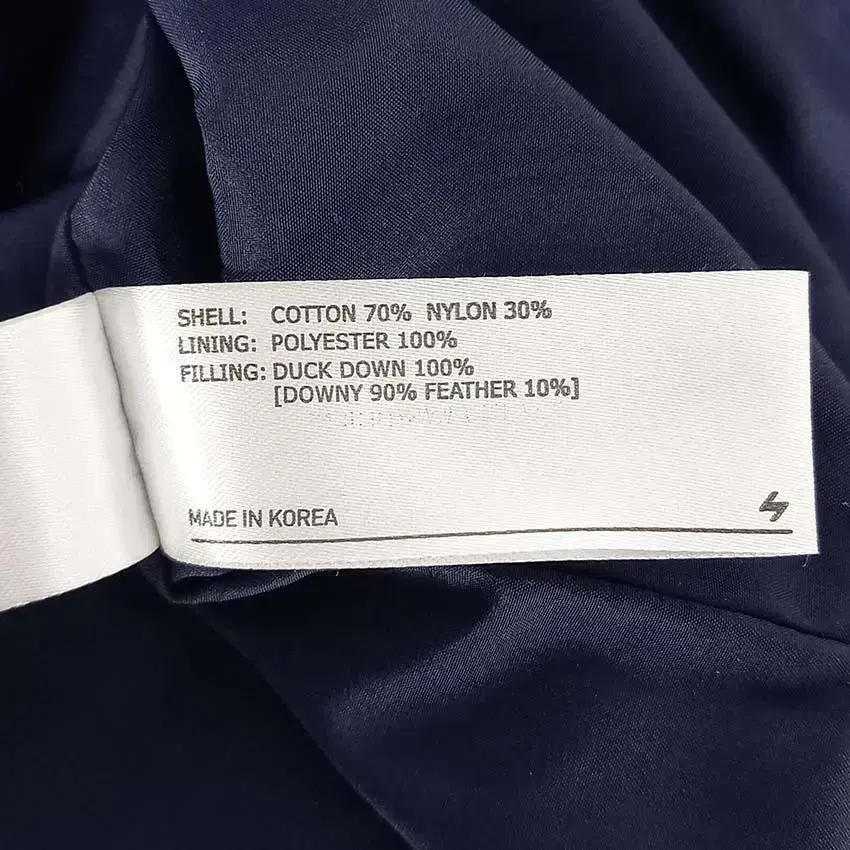 SHELL: COTTON 70% NYLON 30%
LINING: POLYESTER 100%
FILLING: DUCK DOWN 100%
[DOWNY 90% FEATHER 10%]
MADE IN KOREA